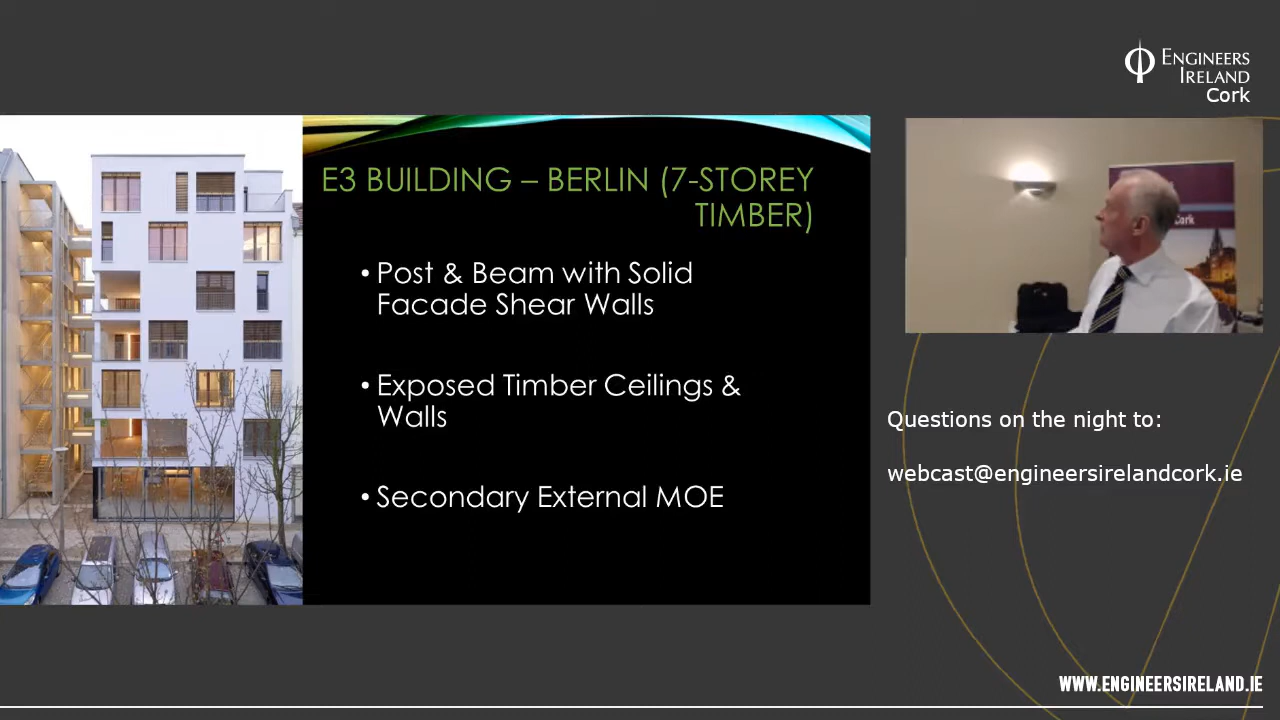 ENGINEERS
IRELAND
Cork
E3 BUILDING – BERLIN (7-STOREY
TIMBER)
• Post & Beam with Solid
Facade Shear Walls
• Exposed Timber Ceilings &
Walls
• Secondary External MOE
Cork
Questions on the night to:
webcast@engineersirelandcork.ie
WWW.ENGINEERSIRELAND.IE